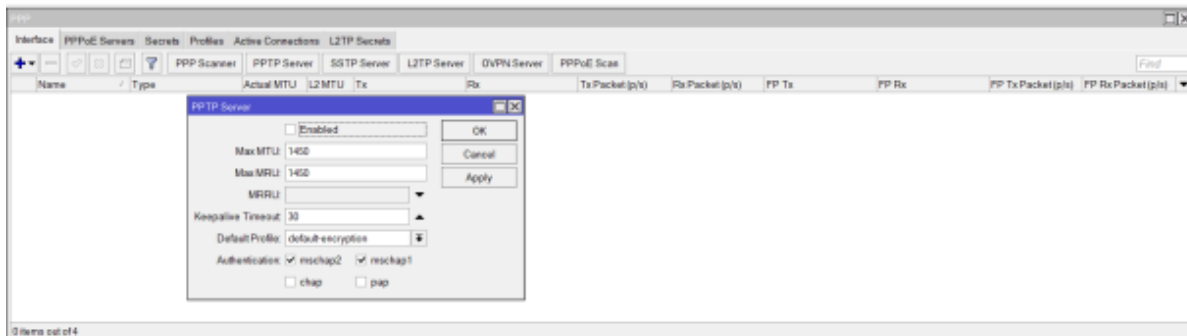 PPP
Interface PPPoE Servers Secrets Profiles Active Connections L2TP Secrets
PPP Scanner PPTP Server SSTP Server L2TP Server OVPN Server PPPoE Scan Find
Name Type Actual MTU L2 MTU Tx Rx Tx Packet (p/s) Rx Packet (p/s) FP Tx FP Rx FP Tx Packet (p/s) FP Rx Packet (p/s)
PPTP Server
Enabled OK
Max MTU: 1450 Cancel
Max MRU: 1450 Apply
MRRU:
Keepalive Timeout: 30
Default Profile: default-encryption
Authentication: mschap2 mschap1
chap pap
0 items out of 4